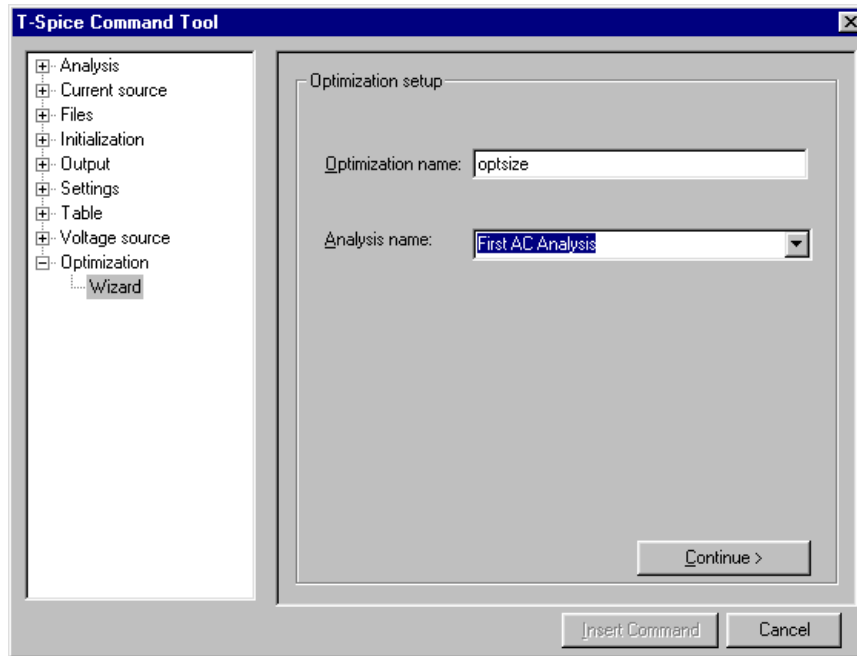 T-Spice Command Tool
Analysis
Current source
Files
Initialization
Output
Settings
Table
Voltage source
Optimization
Wizard
Optimization setup
Optimization name: optsize
Analysis name: First AC Analysis
Continue >
Insert Command Cancel